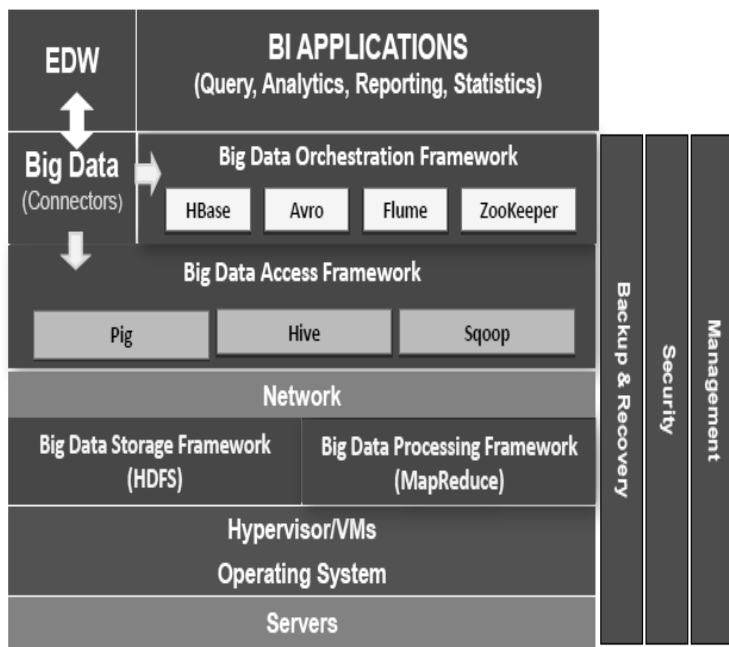 EDW
BI APPLICATIONS
(Query, Analytics, Reporting, Statistics)
Big Data
(Connectors)
Big Data Orchestration Framework
HBase
Avro
Flume
ZooKeeper
Big Data Access Framework
Pig
Hive
Sqoop
Network
Big Data Storage Framework
(HDFS)
Big Data Processing Framework
(MapReduce)
Hypervisor/VMs
Operating System
Servers
Backup & Recovery
Security
Management